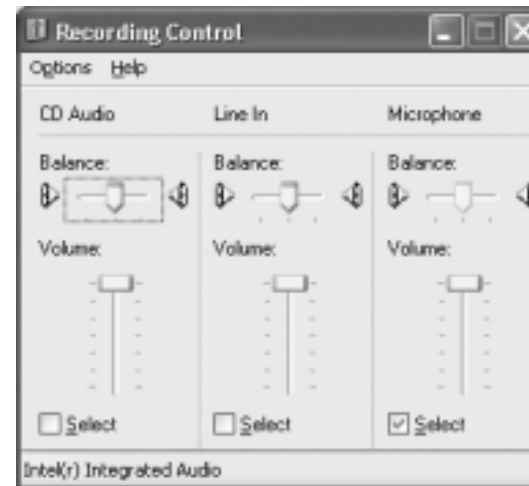 Recording Control
Options Help
CD Audio Line In Microphone
Balance: Balance: Balance:
Volume: Volume: Volume:
Select Select Select
Intel(r) Integrated Audio